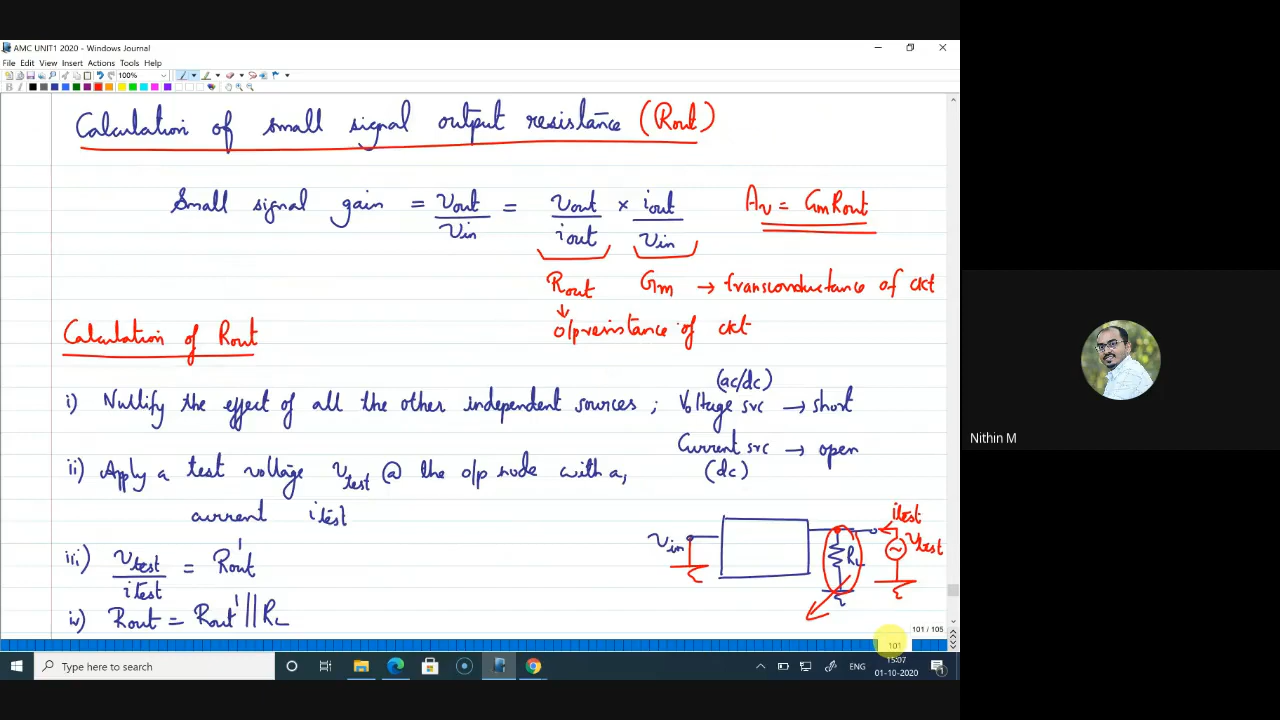 AMC UNIT1 2020 - Windows Journal
File Edit View Insert Actions Tools Help
100%
Calculation of small signal output resistance (Rout)
Small signal gain = vout/vin = vout/iout × iout/vin Av = GmRout
Rout Gm → transconductance of ckt
↓
o/p resistance of ckt
Calculation of Rout
(ac/dc)
i) Nullify the effect of all the other independent sources ; Voltage src → short
Current src → open
(dc)
ii) Apply a test voltage vtest @ the o/p node with a,
current itest
iii) vtest/itest = Rout'
iv) Rout = Rout' || RL
itest
vin
RL
vtest
Nithin M
101 / 105
101
Type here to search
ENG
15:07
01-10-2020
1